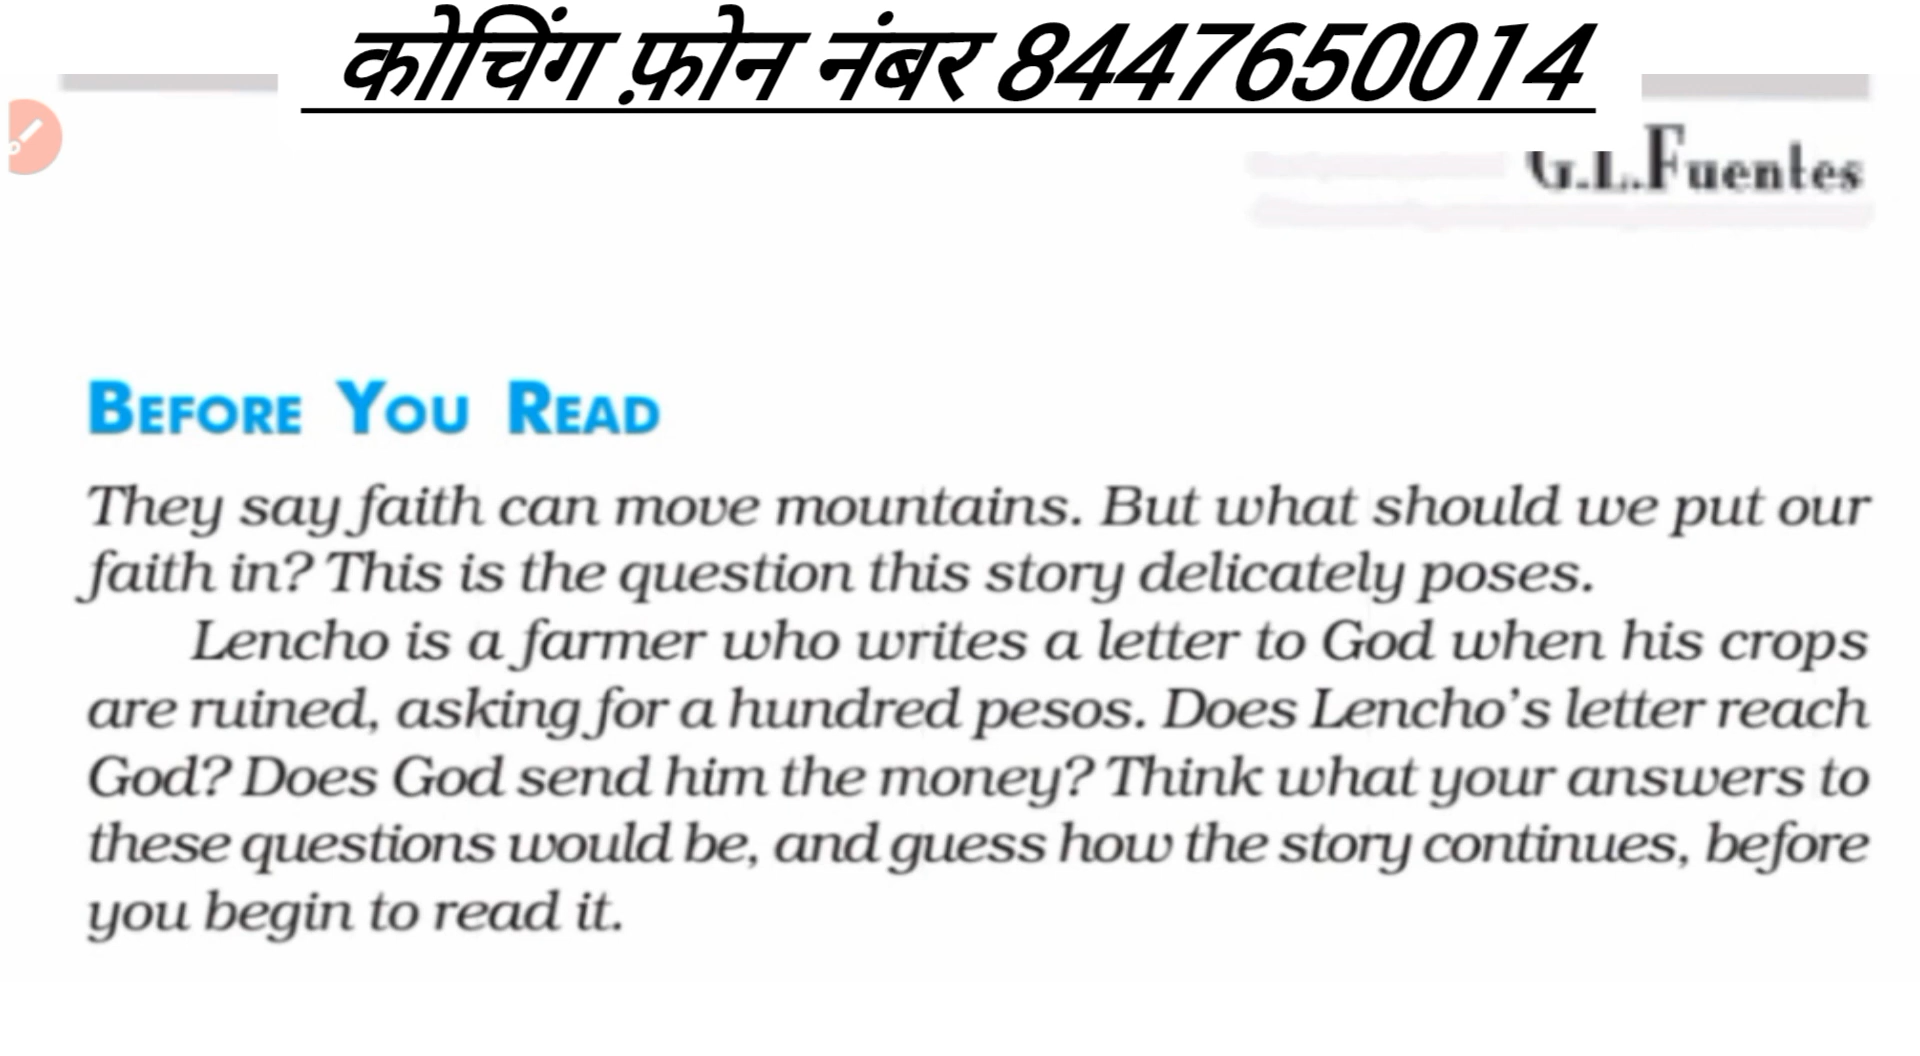 कोचिंग फ़ोन नंबर 8447650014
G.L.Fuentes
BEFORE YOU READ
They say faith can move mountains. But what should we put our
faith in? This is the question this story delicately poses.
Lencho is a farmer who writes a letter to God when his crops
are ruined, asking for a hundred pesos. Does Lencho’s letter reach
God? Does God send him the money? Think what your answers to
these questions would be, and guess how the story continues, before
you begin to read it.